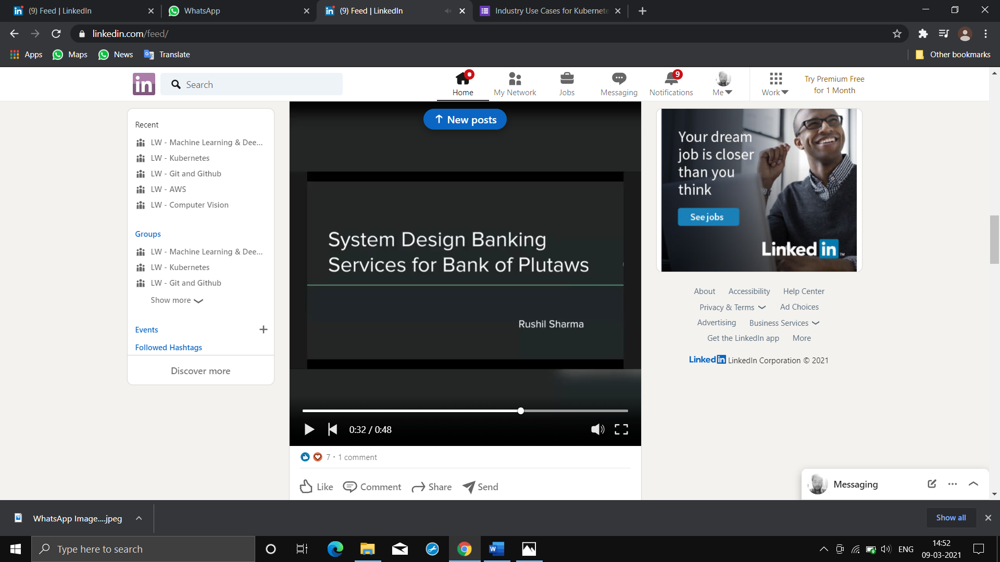 (9) Feed | LinkedIn
WhatsApp
(9) Feed | LinkedIn
Industry Use Cases for Kubernete
linkedin.com/feed/
Apps
Maps
News
Translate
Other bookmarks
in
Search
Home
My Network
Jobs
Messaging
9
Notifications
Me
Work
Try Premium Free
for 1 Month
Recent
LW - Machine Learning & Dee...
LW - Kubernetes
LW - Git and Github
LW - AWS
LW - Computer Vision
Groups
LW - Machine Learning & Dee...
LW - Kubernetes
LW - Git and Github
Show more
Events
Followed Hashtags
Discover more
New posts
System Design Banking
Services for Bank of Plutaws
Rushil Sharma
0:32 / 0:48
7 · 1 comment
Like
Comment
Share
Send
Your dream
job is closer
than you
think
See jobs
Linked in ™
About
Accessibility
Help Center
Privacy & Terms
Ad Choices
Advertising
Business Services
Get the LinkedIn app
More
Linked in LinkedIn Corporation © 2021
Messaging
WhatsApp Image....jpeg
Show all
Type here to search
W
ENG
14:52
09-03-2021